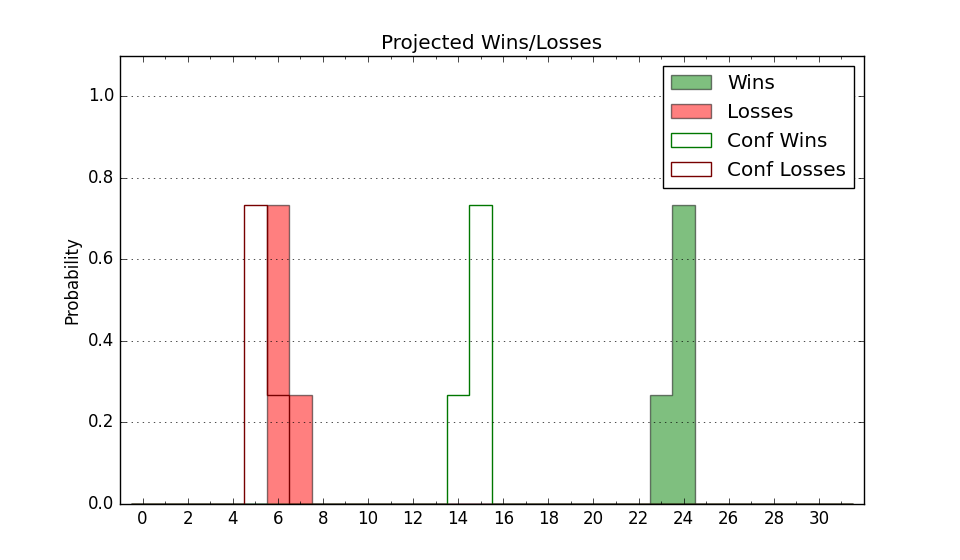 Projected Wins/Losses
Wins
Losses
Conf Wins
Conf Losses
Probability
1.0
0.8
0.6
0.4
0.2
0.0
0 2 4 6 8 10 12 14 16 18 20 22 24 26 28 30